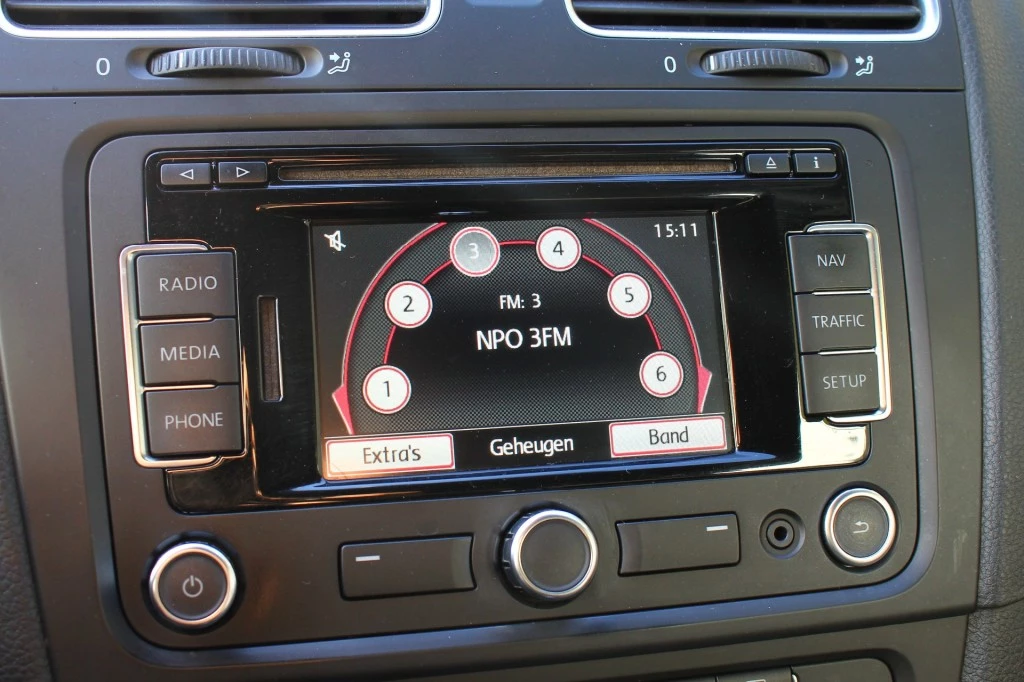 0
0
i
RADIO
MEDIA
PHONE
15:11
1
2
3
4
5
6
FM: 3
NPO 3FM
Extra's
Geheugen
Band
NAV
TRAFFIC
SETUP